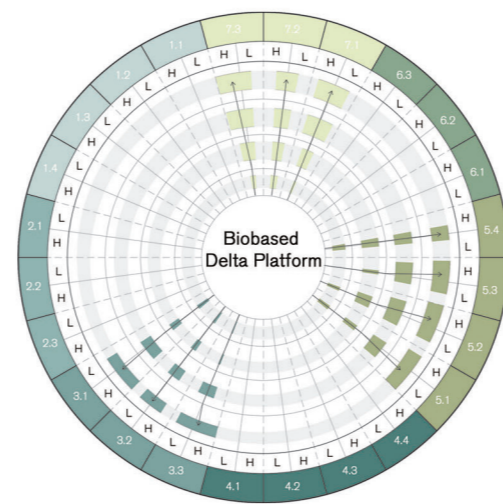 Biobased
Delta Platform
7.3
L
H
7.2
L
H
7.1
L
H
6.3
L
H
6.2
L
H
6.1
L
H
5.4
L
H
5.3
L
H
5.2
L
H
5.1
L
H
4.4
L
H
4.3
L
H
4.2
L
H
4.1
L
H
3.3
L
H
3.2
L
H
3.1
L
H
2.3
L
H
2.2
L
H
2.1
L
H
1.4
L
H
1.3
L
H
1.2
L
H
1.1
L
H